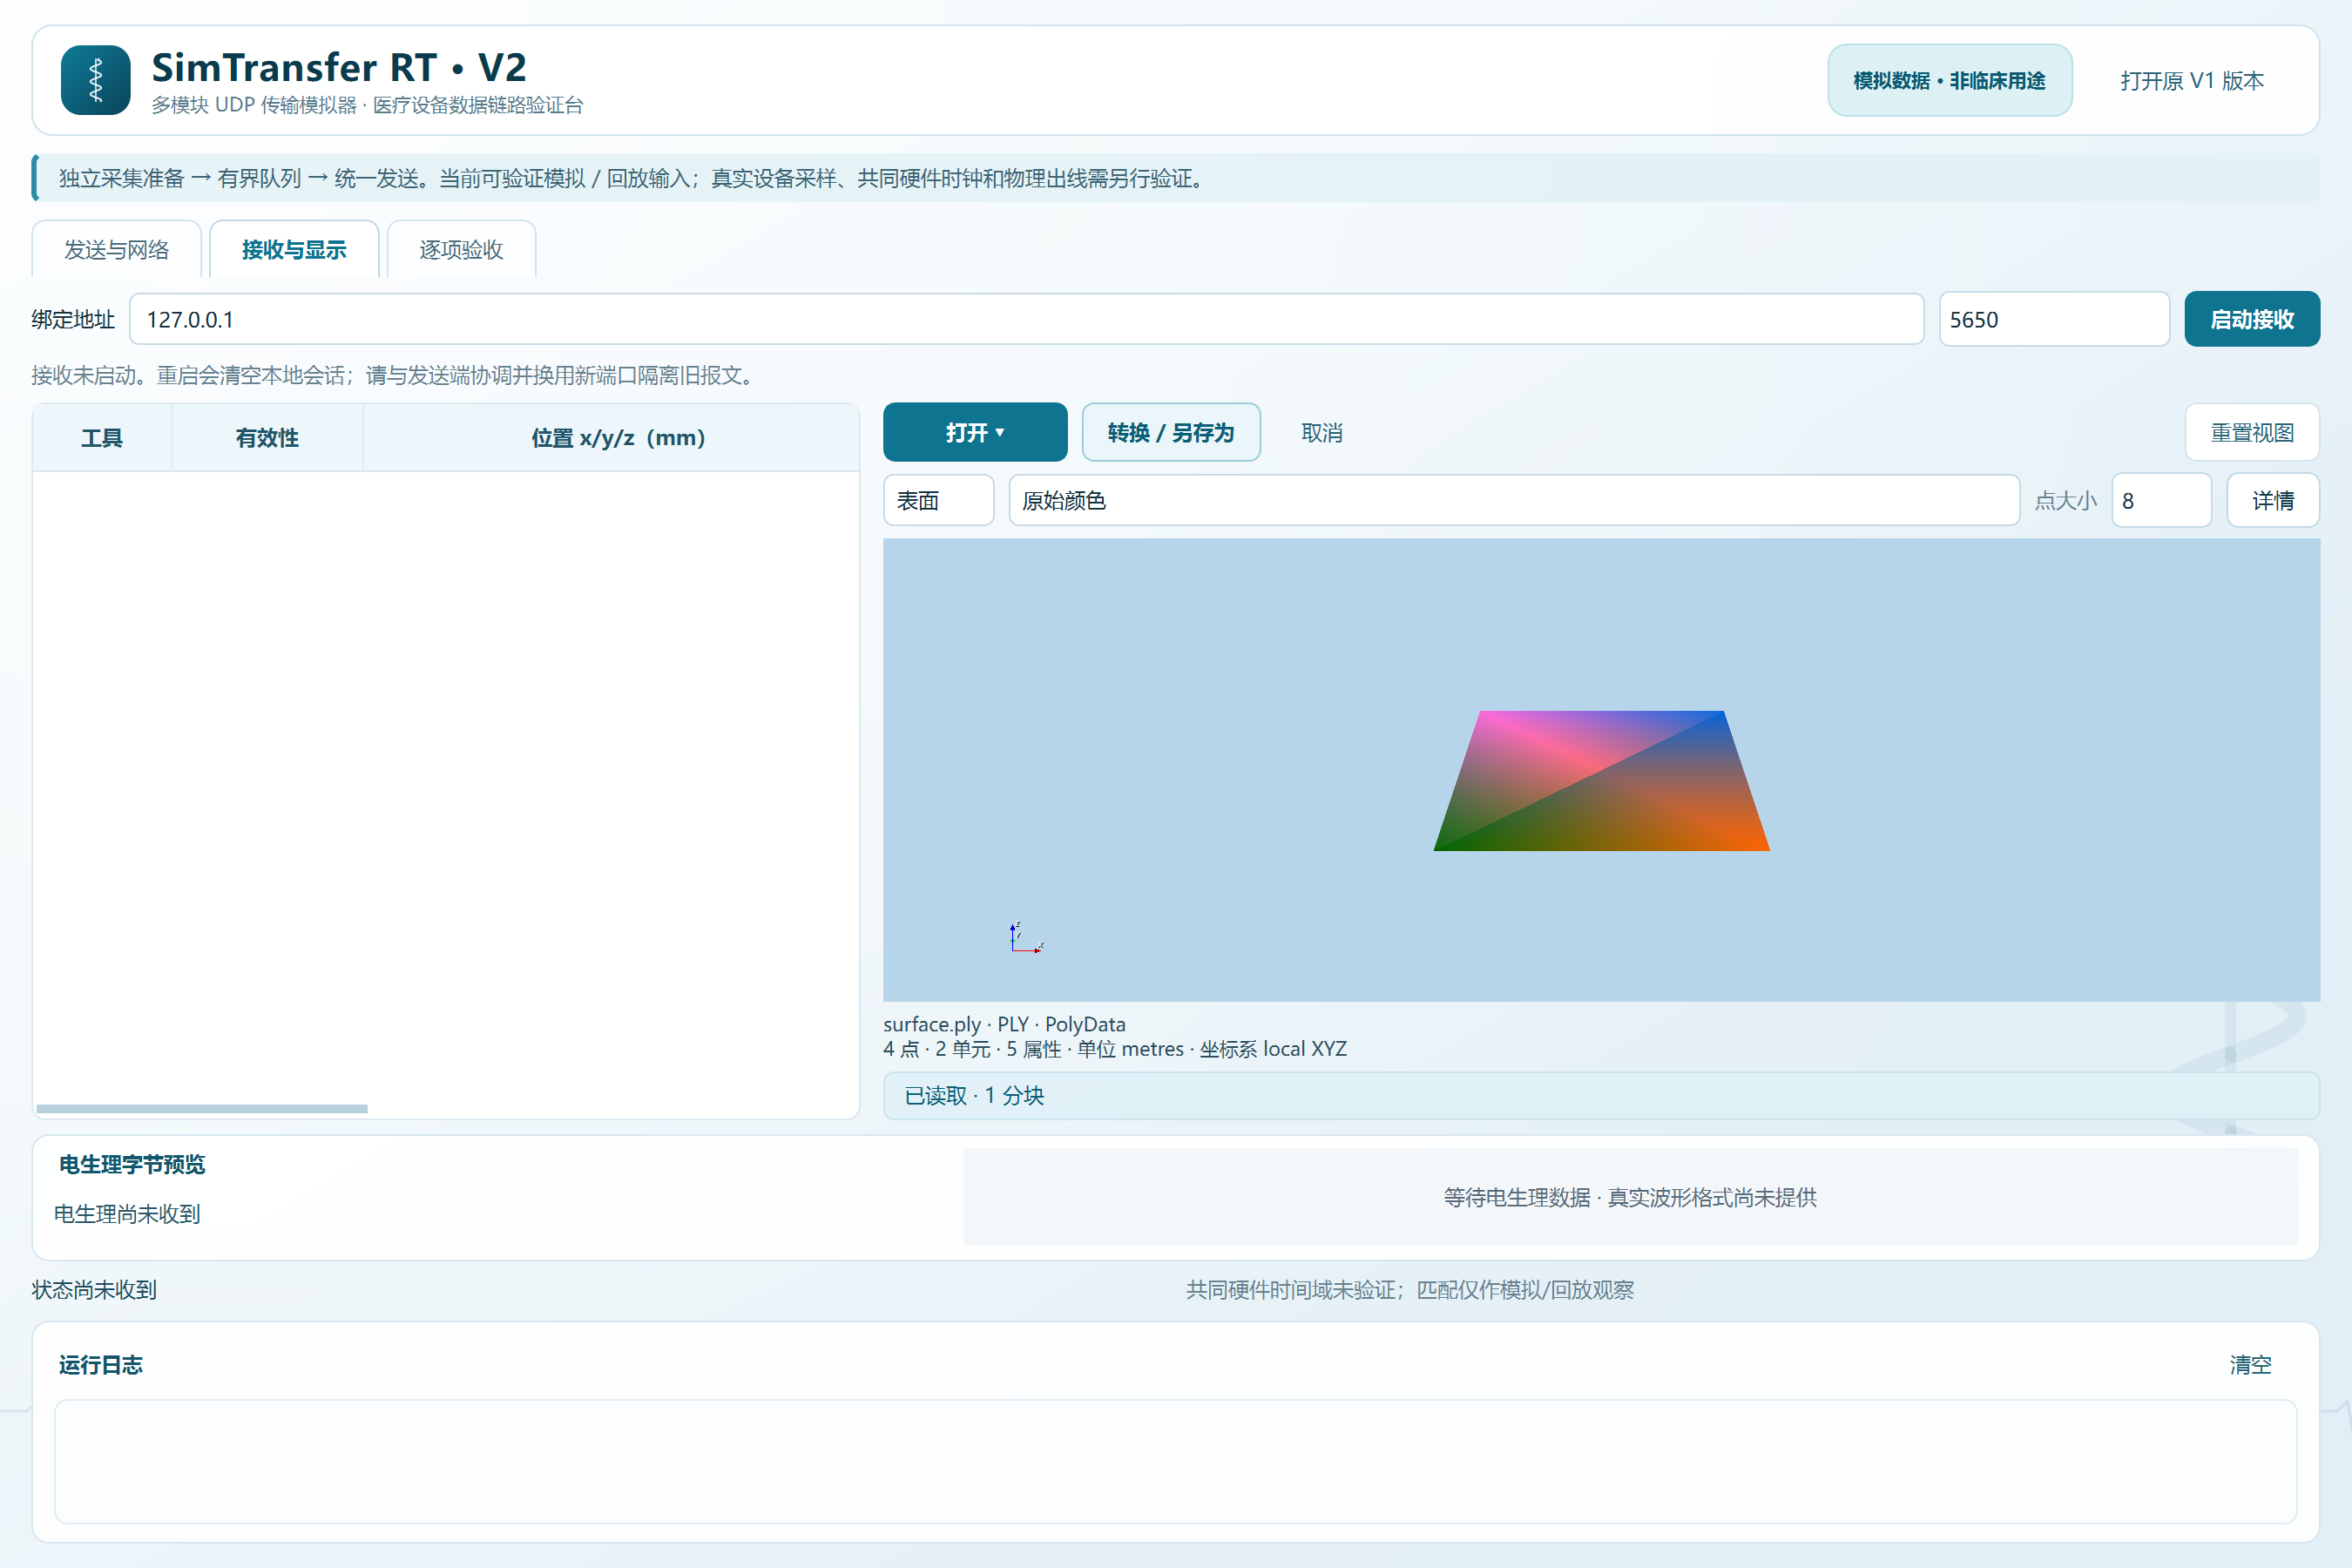 SimTransfer RT • V2
多模块 UDP 传输模拟器 · 医疗设备数据链路验证台
模拟数据 • 非临床用途
打开原 V1 版本
独立采集准备 → 有界队列 → 统一发送。当前可验证模拟 / 回放输入；真实设备采样、共同硬件时钟和物理出线需另行验证。
发送与网络
接收与显示
逐项验收
绑定地址
127.0.0.1
5650
启动接收
接收未启动。重启会清空本地会话；请与发送端协调并换用新端口隔离旧报文。
工具
有效性
位置 x/y/z（mm）
打开 ▾
转换 / 另存为
取消
重置视图
表面
原始颜色
点大小
8
详情
surface.ply · PLY · PolyData
4 点 · 2 单元 · 5 属性 · 单位 metres · 坐标系 local XYZ
已读取 · 1 分块
电生理字节预览
电生理尚未收到
等待电生理数据 · 真实波形格式尚未提供
状态尚未收到
共同硬件时间域未验证；匹配仅作模拟/回放观察
运行日志
清空